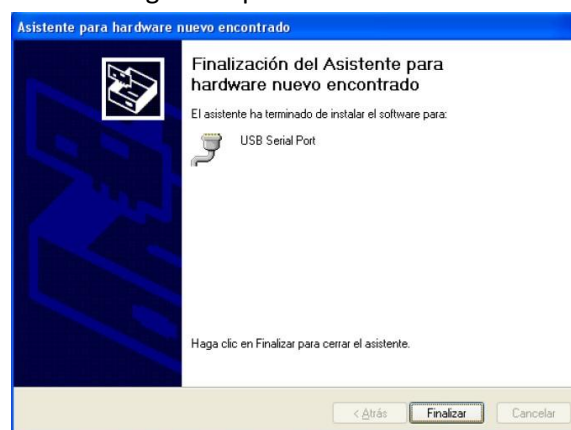 Asistente para hardware nuevo encontrado
Finalización del Asistente para
hardware nuevo encontrado
El asistente ha terminado de instalar el software para:
USB Serial Port
Haga clic en Finalizar para cerrar el asistente.
< Atrás Finalizar Cancelar